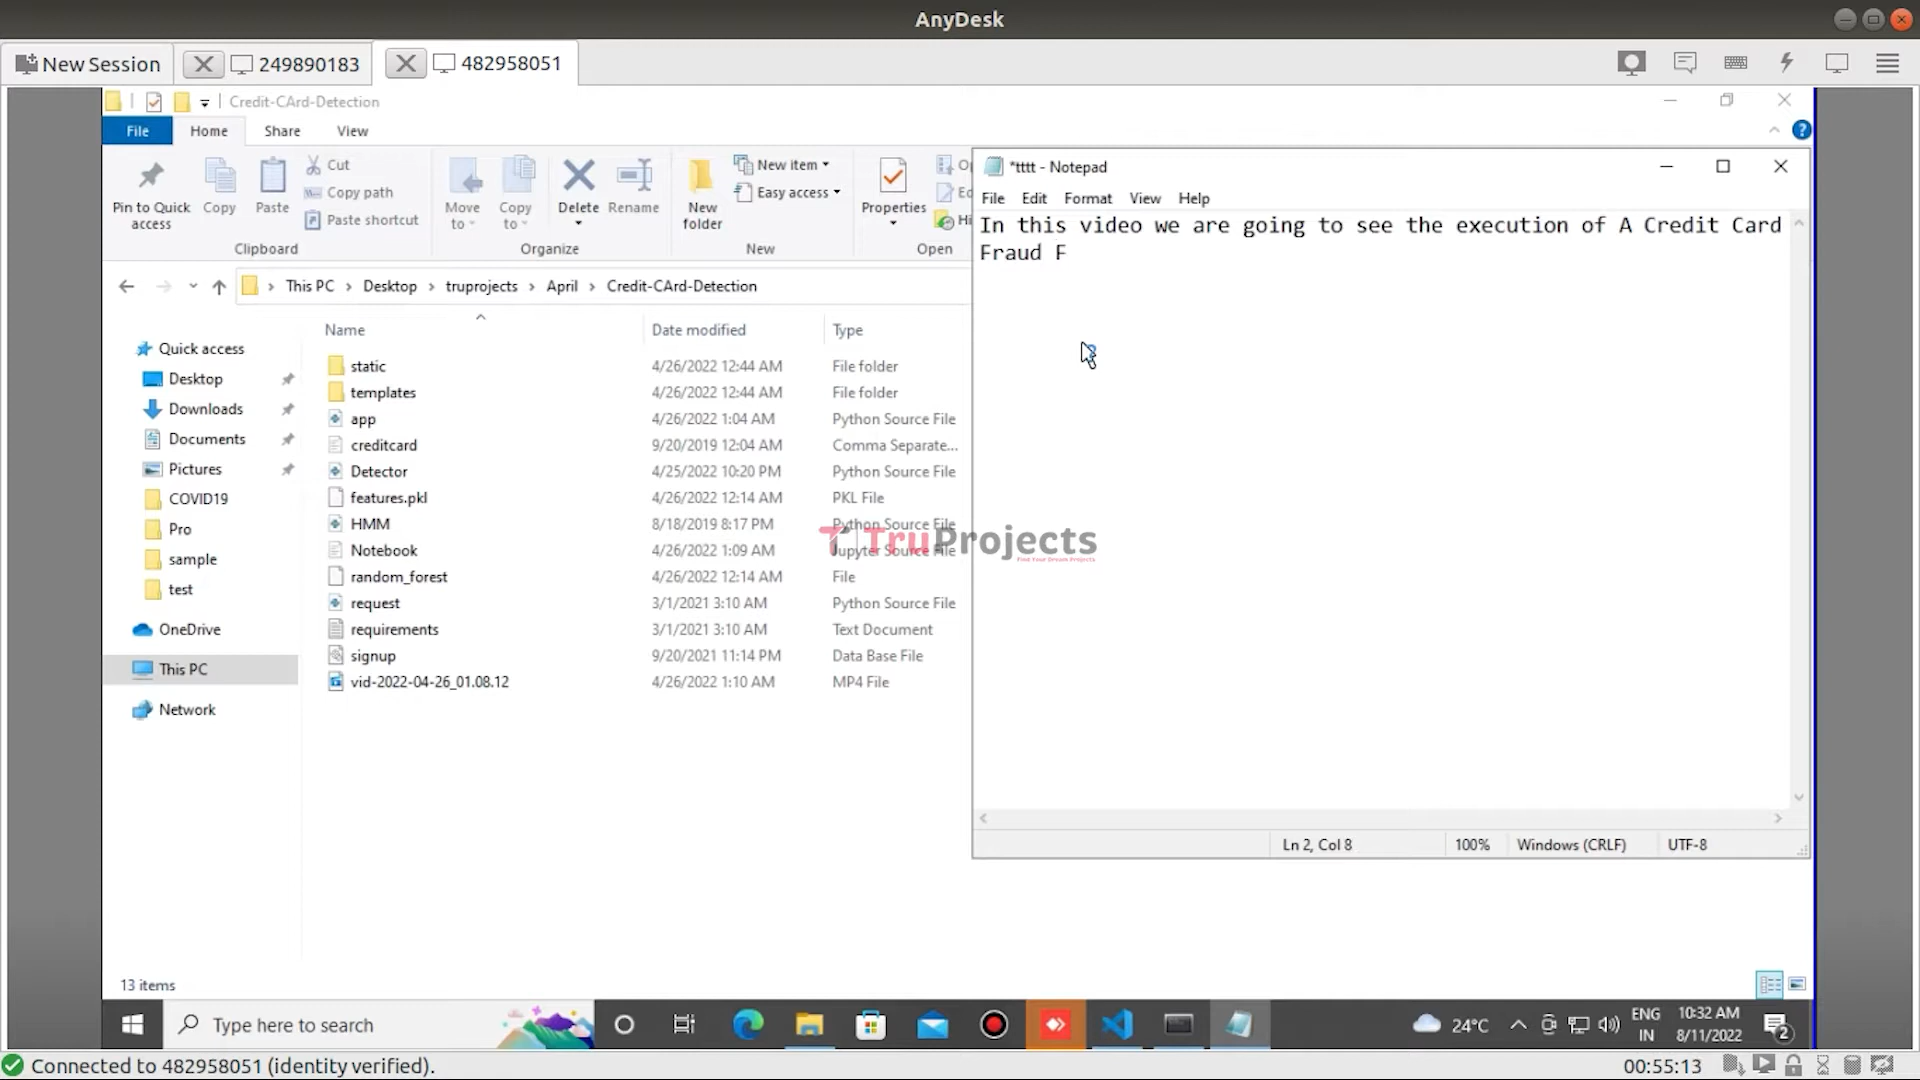 AnyDesk
New Session
249890183
482958051
Credit-CArd-Detection
File Home Share View
Pin to Quick access
Copy
Paste
Cut
Copy path
Paste shortcut
Clipboard
Move to
Copy to
Delete
Rename
Organize
New folder
New item
Easy access
New
Properties
Open
*tttt - Notepad
File Edit Format View Help
In this video we are going to see the execution of A Credit Card
Fraud F
This PC > Desktop > truprojects > April > Credit-CArd-Detection
Name Date modified Type
Quick access
Desktop
Downloads
Documents
Pictures
COVID19
Pro
sample
test
OneDrive
This PC
Network
static 4/26/2022 12:44 AM File folder
templates 4/26/2022 12:44 AM File folder
app 4/26/2022 1:04 AM Python Source File
creditcard 9/20/2019 12:04 AM Comma Separate...
Detector 4/25/2022 10:20 PM Python Source File
features.pkl 4/26/2022 12:14 AM PKL File
HMM 8/18/2019 8:17 PM Python Source File
Notebook 4/26/2022 1:09 AM Jupyter Source File
random_forest 4/26/2022 12:14 AM File
request 3/1/2021 3:10 AM Python Source File
requirements 3/1/2021 3:10 AM Text Document
signup 9/20/2021 11:14 PM Data Base File
vid-2022-04-26_01.08.12 4/26/2022 1:10 AM MP4 File
TruProjects
Find Your Dream Projects
Ln 2, Col 8 100% Windows (CRLF) UTF-8
13 items
Type here to search
24°C
ENG
IN
10:32 AM
8/11/2022
2
Connected to 482958051 (identity verified).
00:55:13